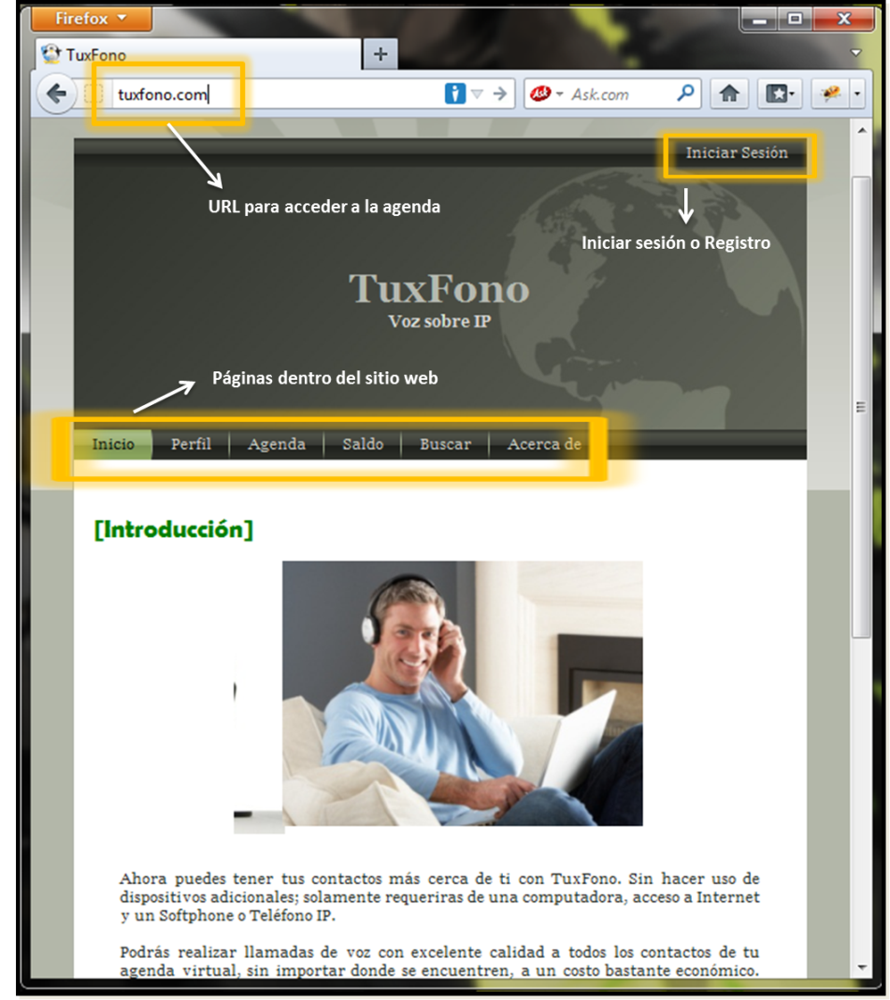 Firefox
TuxFono
tuxfono.com
Ask
Ask.com
Iniciar Sesión
URL para acceder a la agenda
Iniciar sesión o Registro
TuxFono
Voz sobre IP
Páginas dentro del sitio web
Inicio Perfil Agenda Saldo Buscar Acerca de
[Introducción]
Ahora puedes tener tus contactos más cerca de ti con TuxFono. Sin hacer uso de
dispositivos adicionales; solamente requeriras de una computadora, acceso a Internet
y un Softphone o Teléfono IP.
Podrás realizar llamadas de voz con excelente calidad a todos los contactos de tu
agenda virtual, sin importar donde se encuentren, a un costo bastante económico.